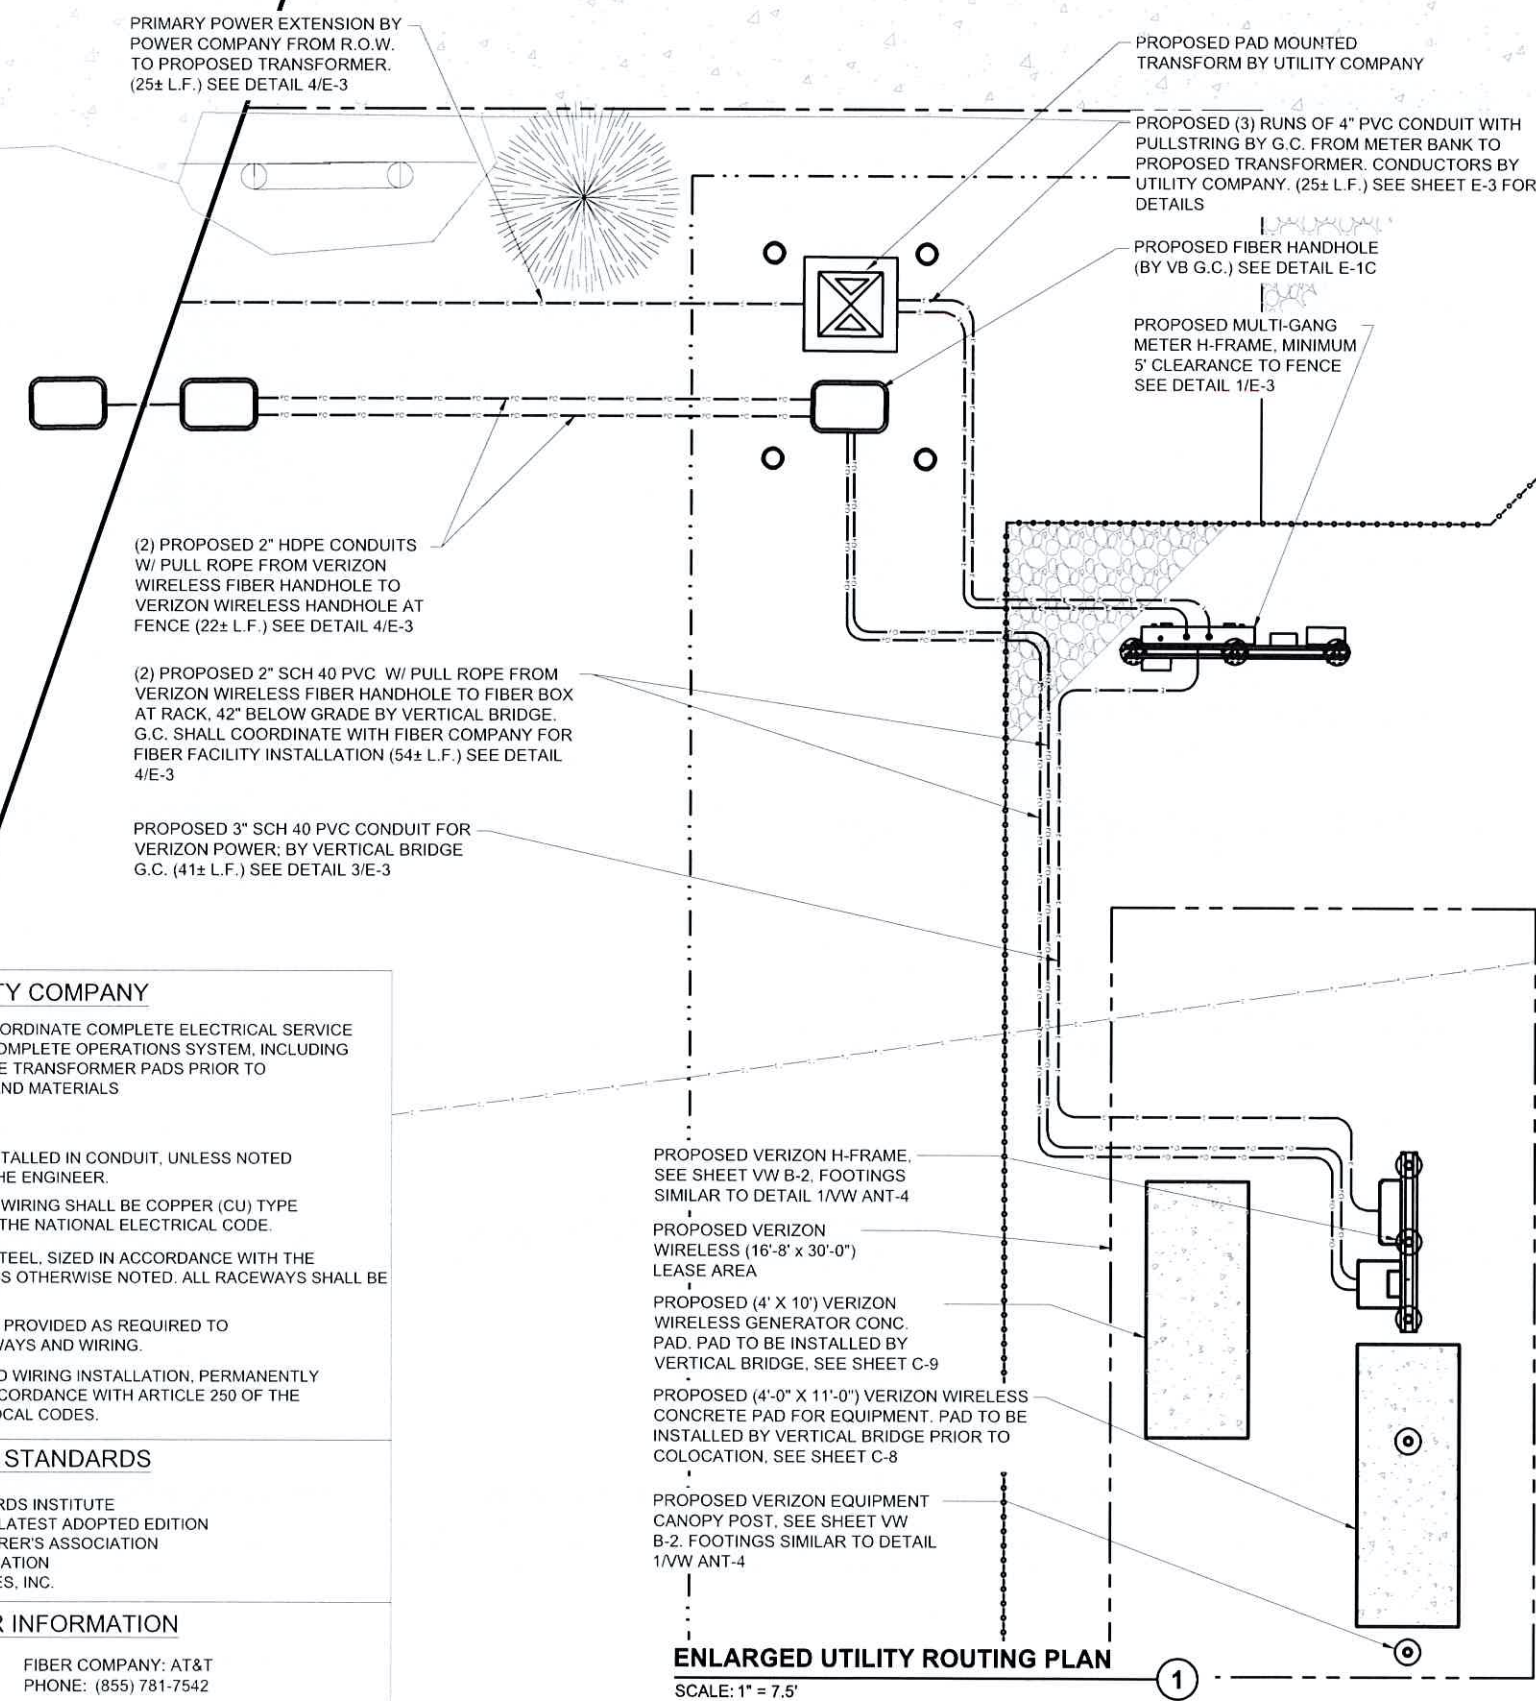 PRIMARY POWER EXTENSION BY
POWER COMPANY FROM R.O.W.
TO PROPOSED TRANSFORMER.
(25± L.F.) SEE DETAIL 4/E-3
PROPOSED PAD MOUNTED
TRANSFORM BY UTILITY COMPANY
PROPOSED (3) RUNS OF 4" PVC CONDUIT WITH
PULLSTRING BY G.C. FROM METER BANK TO
PROPOSED TRANSFORMER. CONDUCTORS BY
UTILITY COMPANY. (25± L.F.) SEE SHEET E-3 FOR
DETAILS
PROPOSED FIBER HANDHOLE
(BY VB G.C.) SEE DETAIL E-1C
PROPOSED MULTI-GANG
METER H-FRAME, MINIMUM
5' CLEARANCE TO FENCE
SEE DETAIL 1/E-3
(2) PROPOSED 2" HDPE CONDUITS
W/ PULL ROPE FROM VERIZON
WIRELESS FIBER HANDHOLE TO
VERIZON WIRELESS HANDHOLE AT
FENCE (22± L.F.) SEE DETAIL 4/E-3
(2) PROPOSED 2" SCH 40 PVC W/ PULL ROPE FROM
VERIZON WIRELESS FIBER HANDHOLE TO FIBER BOX
AT RACK, 42" BELOW GRADE BY VERTICAL BRIDGE.
G.C. SHALL COORDINATE WITH FIBER COMPANY FOR
FIBER FACILITY INSTALLATION (54± L.F.) SEE DETAIL
4/E-3
PROPOSED 3" SCH 40 PVC CONDUIT FOR
VERIZON POWER; BY VERTICAL BRIDGE
G.C. (41± L.F.) SEE DETAIL 3/E-3
TY COMPANY
ORDINATE COMPLETE ELECTRICAL SERVICE
OMPLETE OPERATIONS SYSTEM, INCLUDING
E TRANSFORMER PADS PRIOR TO
ND MATERIALS
TALLED IN CONDUIT, UNLESS NOTED
HE ENGINEER.
WIRING SHALL BE COPPER (CU) TYPE
THE NATIONAL ELECTRICAL CODE.
TEEL, SIZED IN ACCORDANCE WITH THE
S OTHERWISE NOTED. ALL RACEWAYS SHALL BE
PROVIDED AS REQUIRED TO
WAYS AND WIRING.
D WIRING INSTALLATION, PERMANENTLY
CORDANCE WITH ARTICLE 250 OF THE
OCAL CODES.
STANDARDS
RDS INSTITUTE
LATEST ADOPTED EDITION
RER'S ASSOCIATION
ATION
ES, INC.
R INFORMATION
FIBER COMPANY: AT&T
PHONE: (855) 781-7542
PROPOSED VERIZON H-FRAME,
SEE SHEET VW B-2, FOOTINGS
SIMILAR TO DETAIL 1/VW ANT-4
PROPOSED VERIZON
WIRELESS (16'-8' x 30'-0")
LEASE AREA
PROPOSED (4' X 10') VERIZON
WIRELESS GENERATOR CONC.
PAD. PAD TO BE INSTALLED BY
VERTICAL BRIDGE, SEE SHEET C-9
PROPOSED (4'-0" X 11'-0") VERIZON WIRELESS
CONCRETE PAD FOR EQUIPMENT. PAD TO BE
INSTALLED BY VERTICAL BRIDGE PRIOR TO
COLOCATION, SEE SHEET C-8
PROPOSED VERIZON EQUIPMENT
CANOPY POST, SEE SHEET VW
B-2. FOOTINGS SIMILAR TO DETAIL
1/VW ANT-4
ENLARGED UTILITY ROUTING PLAN
1
SCALE: 1" = 7.5'